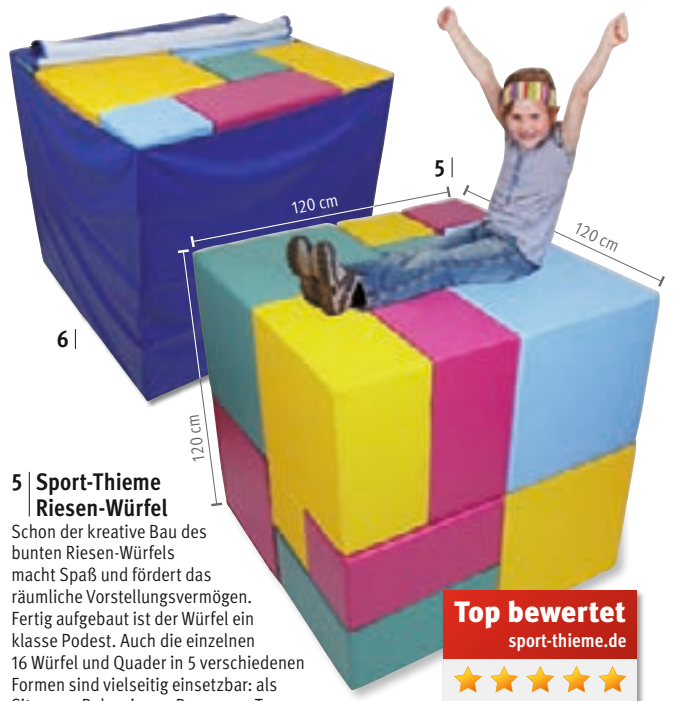 5 |
120 cm
120 cm
6 |
120 cm
5 | Sport-Thieme
Riesen-Würfel
Schon der kreative Bau des
bunten Riesen-Würfels
macht Spaß und fördert das
räumliche Vorstellungsvermögen.
Fertig aufgebaut ist der Würfel ein
klasse Podest. Auch die einzelnen
16 Würfel und Quader in 5 verschiedenen
Formen sind vielseitig einsetzbar: als
Top bewertet
sport-thieme.de